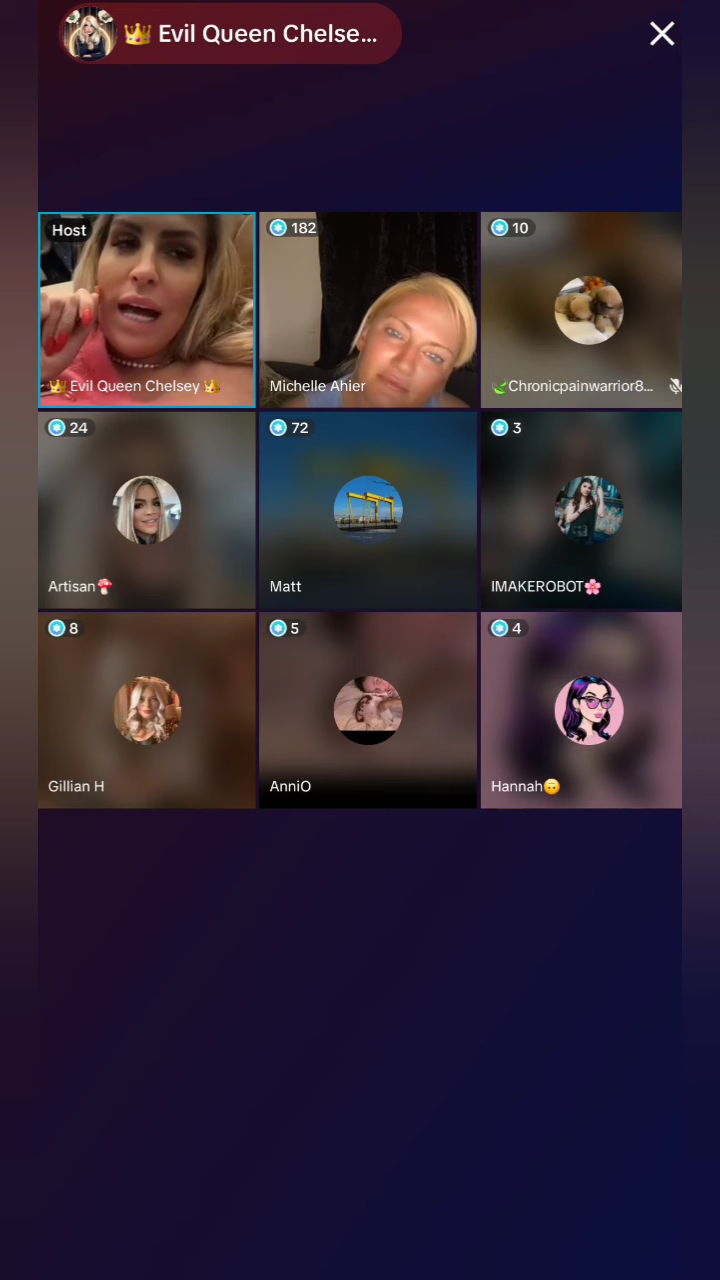 👑 Evil Queen Chelse...
Host
182
10
👑 Evil Queen Chelsey 👑
Michelle Ahier
🌿Chronicpainwarrior8...
24
72
3
Artisan🍄
Matt
IMAKEROBOT🌸
8
5
4
Gillian H
AnniO
Hannah🙃